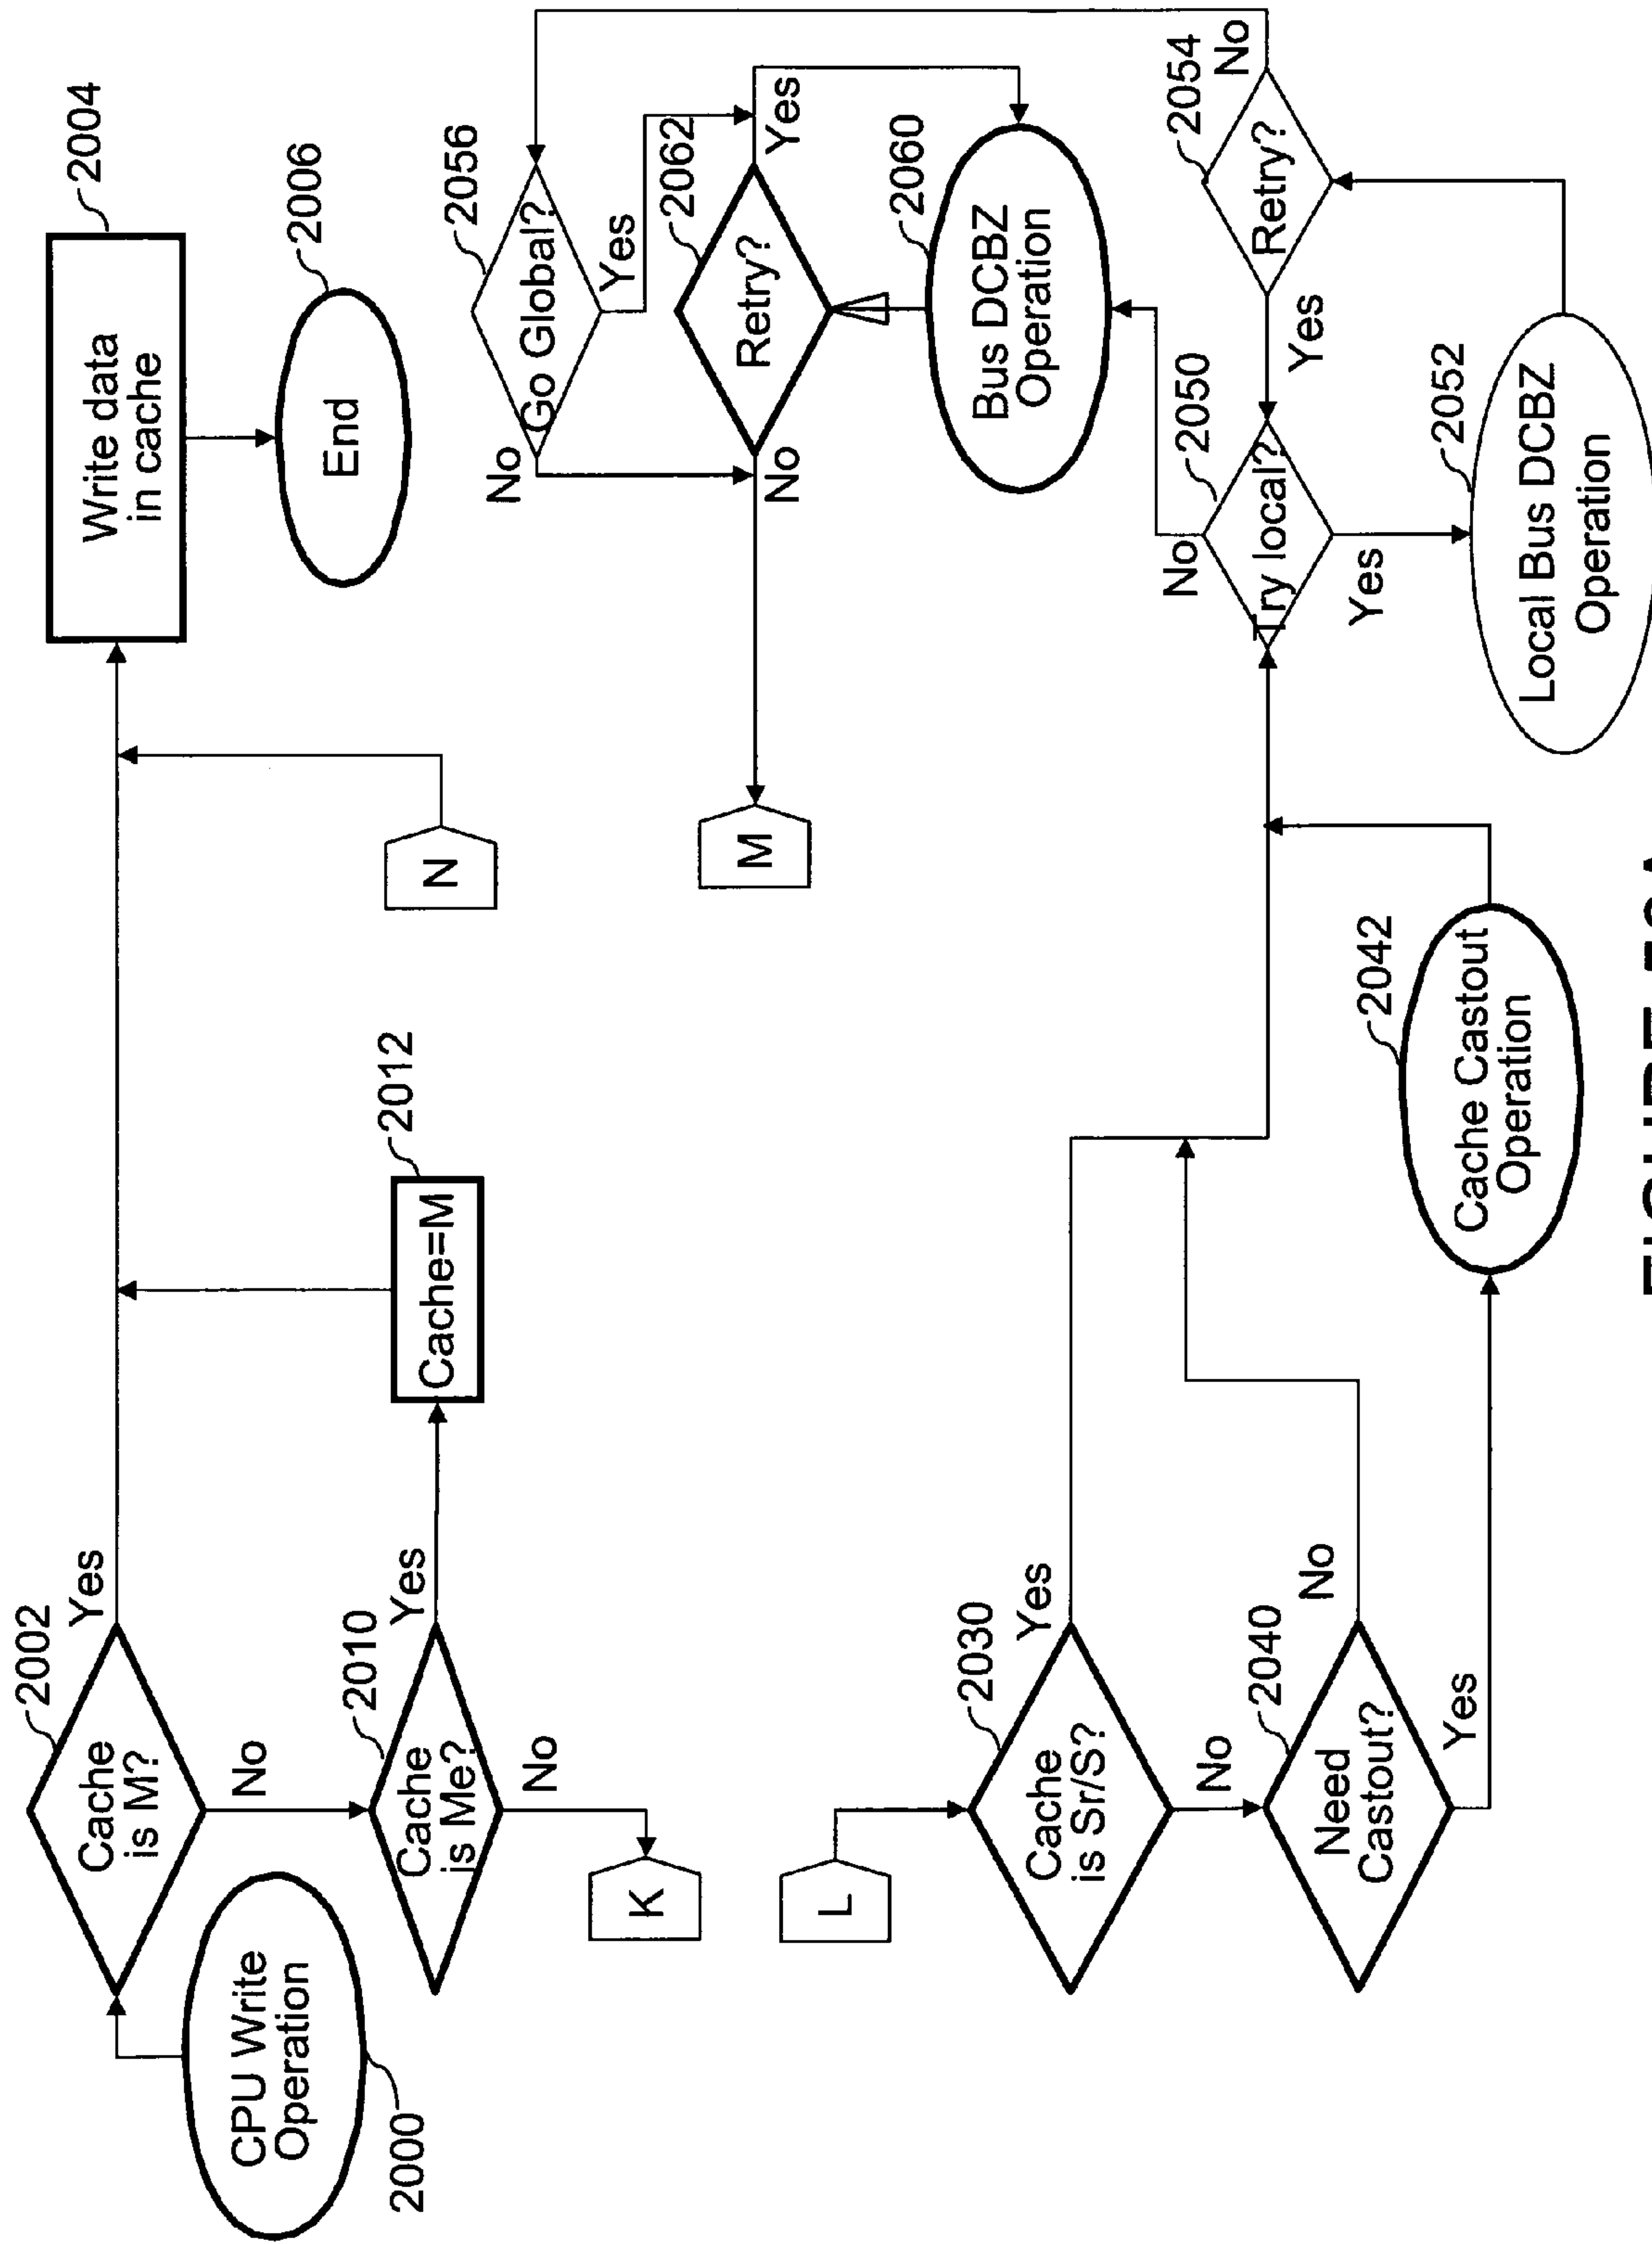 2002
Cache
is M?
Yes
No
CPU Write
Operation
2000
2010
Cache
is Me?
Yes
No
K
2012
Cache=M
N
Write data
in cache
2004
End
2006
L
2030
Cache
is Sr/S?
Yes
No
2040
Need
Castout?
No
Yes
2042
Cache Castout
Operation
M
No
Go Global?
2056
Yes
No
Retry?
2062
Yes
Bus DCBZ
Operation
2060
No
2050
Try local?
Yes
Yes
Retry?
2054
No
2052
Local Bus DCBZ
Operation